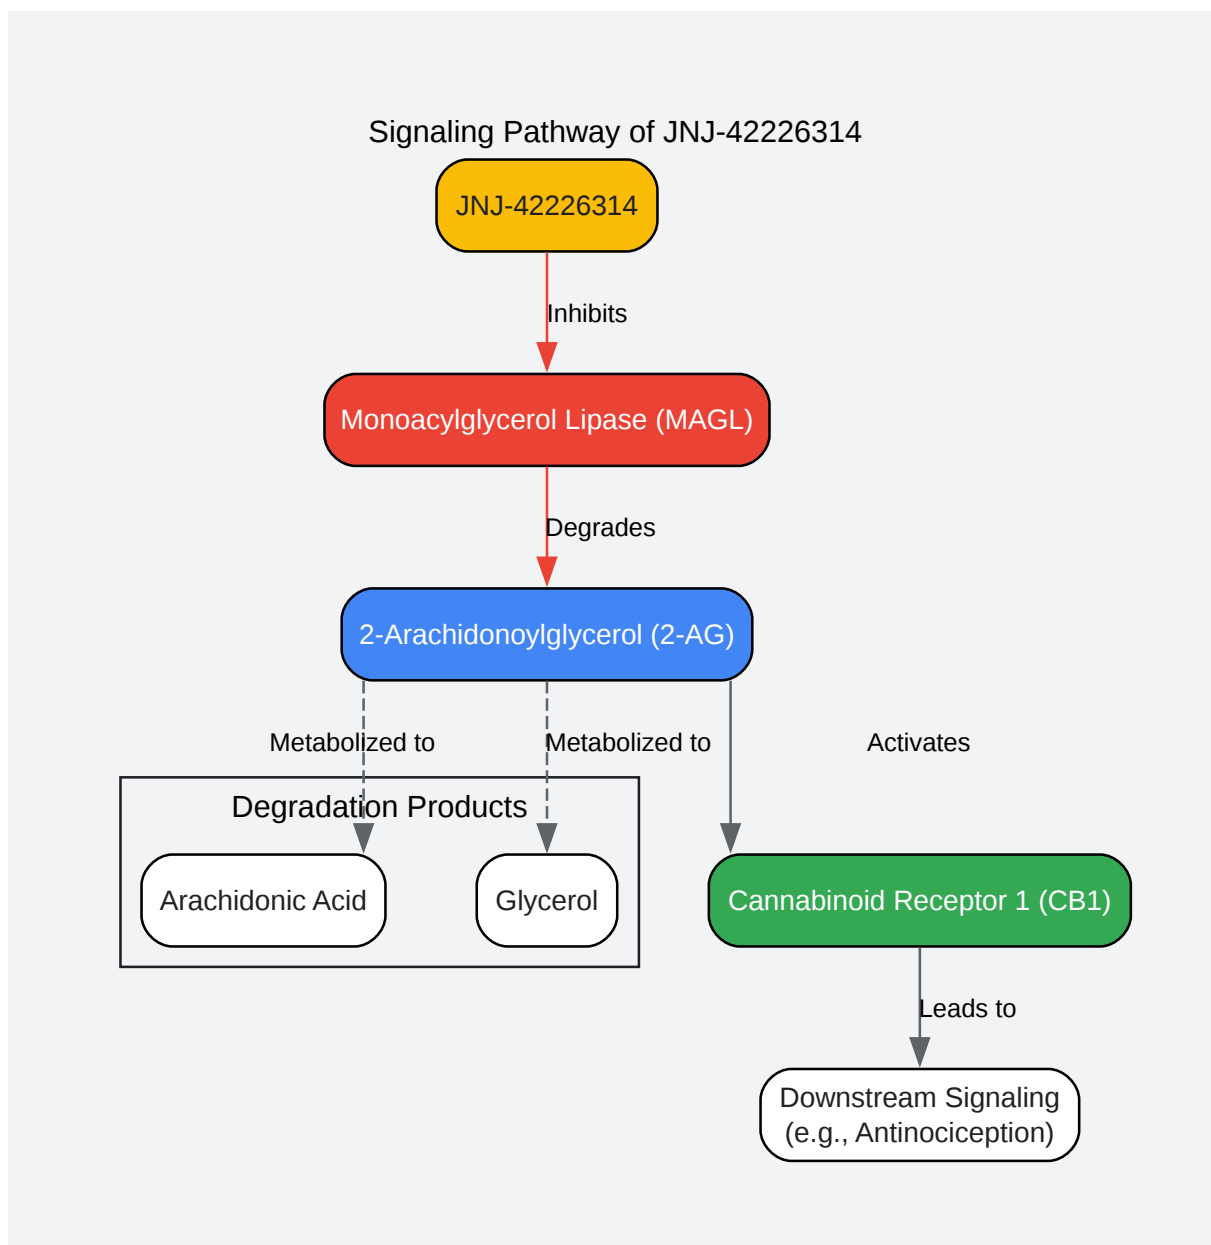 Signaling Pathway of JNJ-42226314
JNJ-42226314
Inhibits
Monoacylglycerol Lipase (MAGL)
Degrades
2-Arachidonoylglycerol (2-AG)
Metabolized to
Metabolized to
Activates
Degradation Products
Arachidonic Acid
Glycerol
Cannabinoid Receptor 1 (CB1)
Leads to
Downstream Signaling
(e.g., Antinociception)